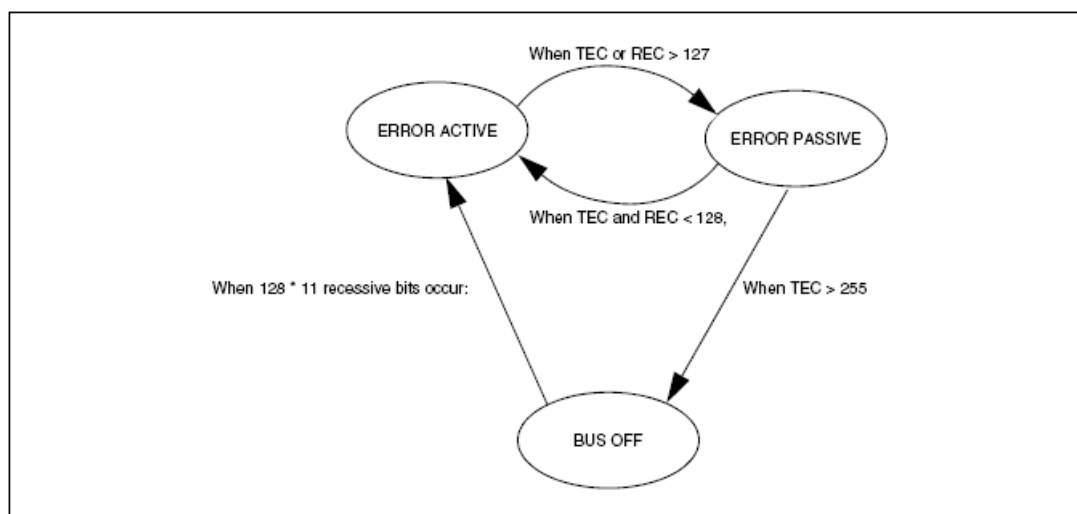 When TEC or REC > 127
ERROR ACTIVE
ERROR PASSIVE
When TEC and REC < 128,
When 128 * 11 recessive bits occur:
When TEC > 255
BUS OFF